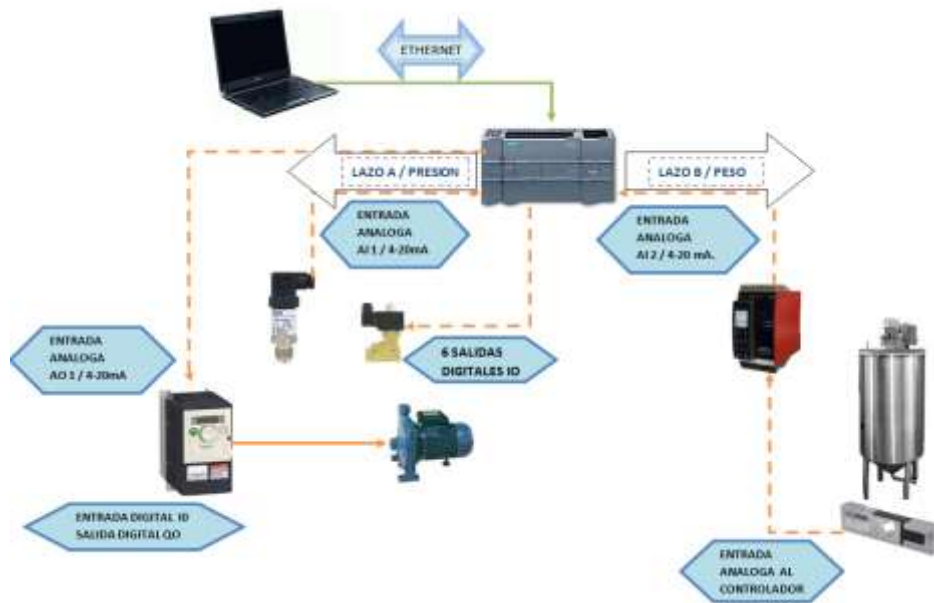 ETHERNET
LAZO A / PRESION
LAZO B / PESO
ENTRADA
ANALOGA
AI 1 / 4-20mA
ENTRADA
ANALOGA
AI 2 / 4-20 mA.
ENTRADA
ANALOGA
AO 1 / 4-20mA
6 SALIDAS
DIGITALES IO
ENTRADA DIGITAL ID
SALIDA DIGITAL QO
ENTRADA
ANALOGA AL
CONTROLADOR